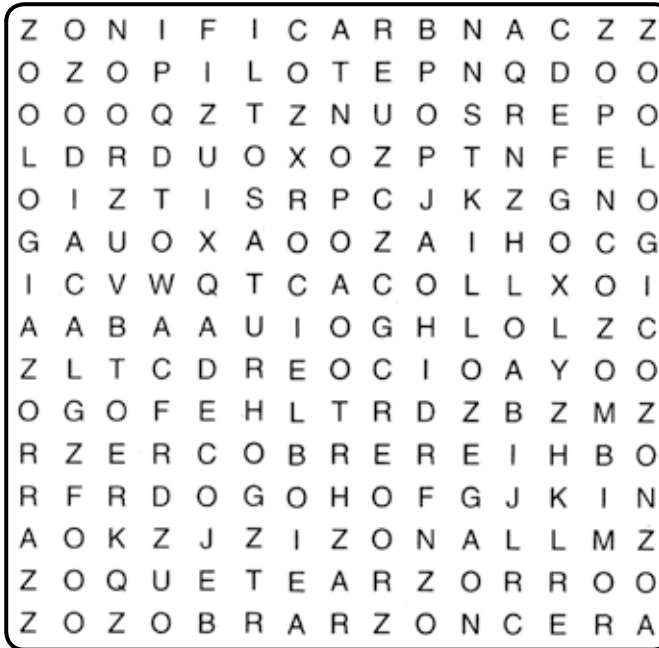 Z O N I F I C A R B N A C Z Z
O Z O P I L O T E P N Q D O O
O O O Q Z T Z N U O S R E P O
L D R D U O X O Z P T N F E L
O I Z T I S R P C J K Z G N O
G A U O X A O O Z A I H O C G
I C V W Q T C A C O L L X O I
A A B A A U I O G H L O L Z C
Z L T C D R E O C I O A Y O O
O G O F E H L T R D Z B Z M Z
R Z E R C O B R E R E I H B O
R F R D O G O H O F G J K I N
A O K Z J Z I Z O N A L L M Z
Z O Q U E T E A R Z O R R O O
Z O Z O B R A R Z O N C E R A